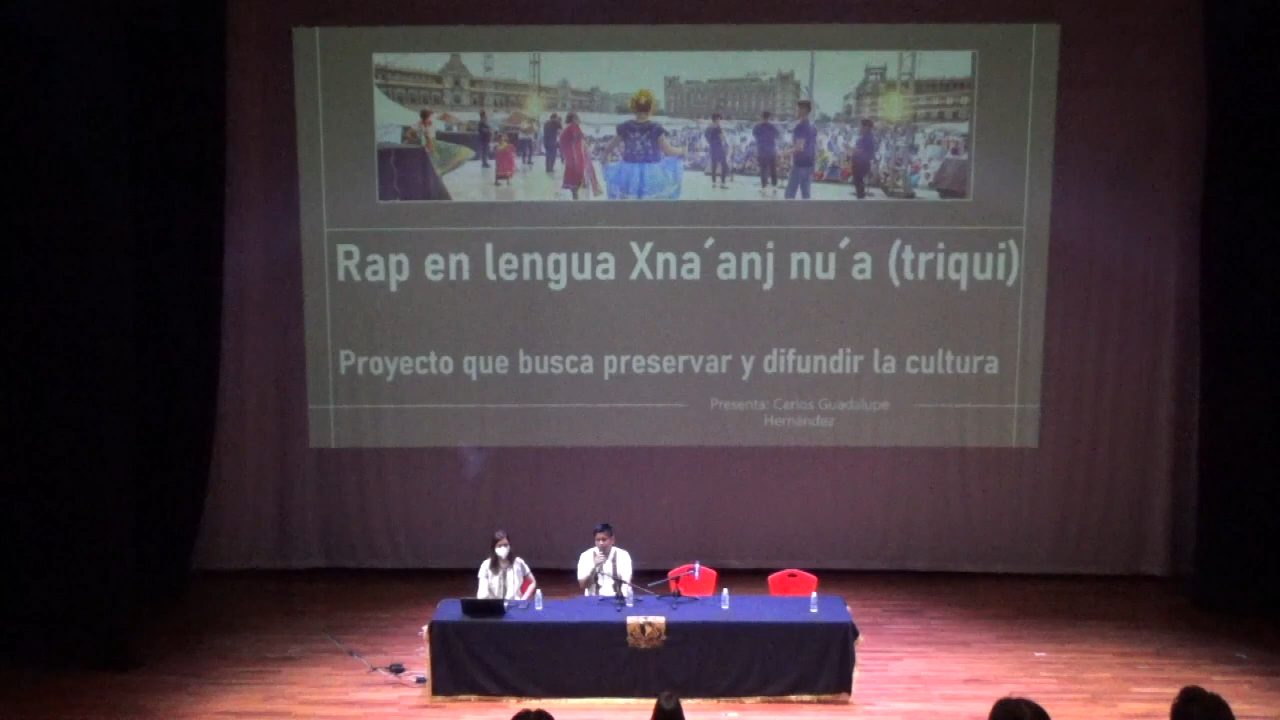 Rap en lengua Xna´anj nu´a (triqui)
Proyecto que busca preservar y difundir la cultura
Presenta: Carlos Guadalupe
Hernández